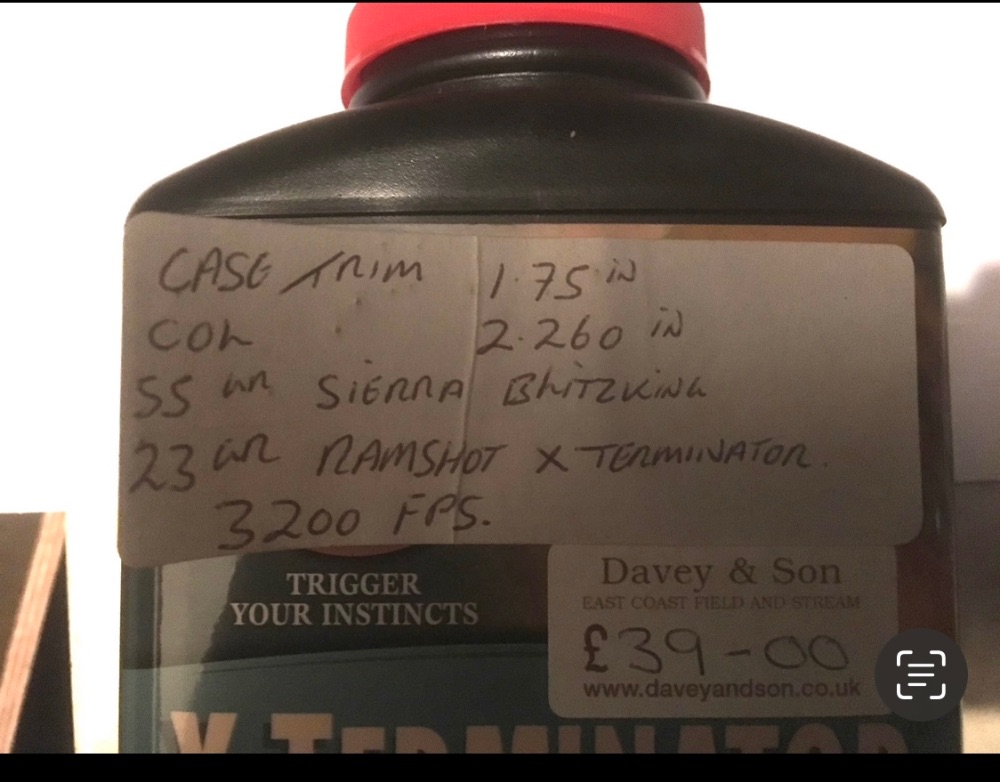 CASE TRIM 1.75 IN
COL 2.260 IN
55 GR SIERRA BLITZKING
23 GR RAMSHOT X TERMINATOR.
3200 FPS.
TRIGGER
YOUR INSTINCTS
Davey & Son
EAST COAST FIELD AND STREAM
£39-00
www.daveyandson.co.uk
X-TERMINATOR